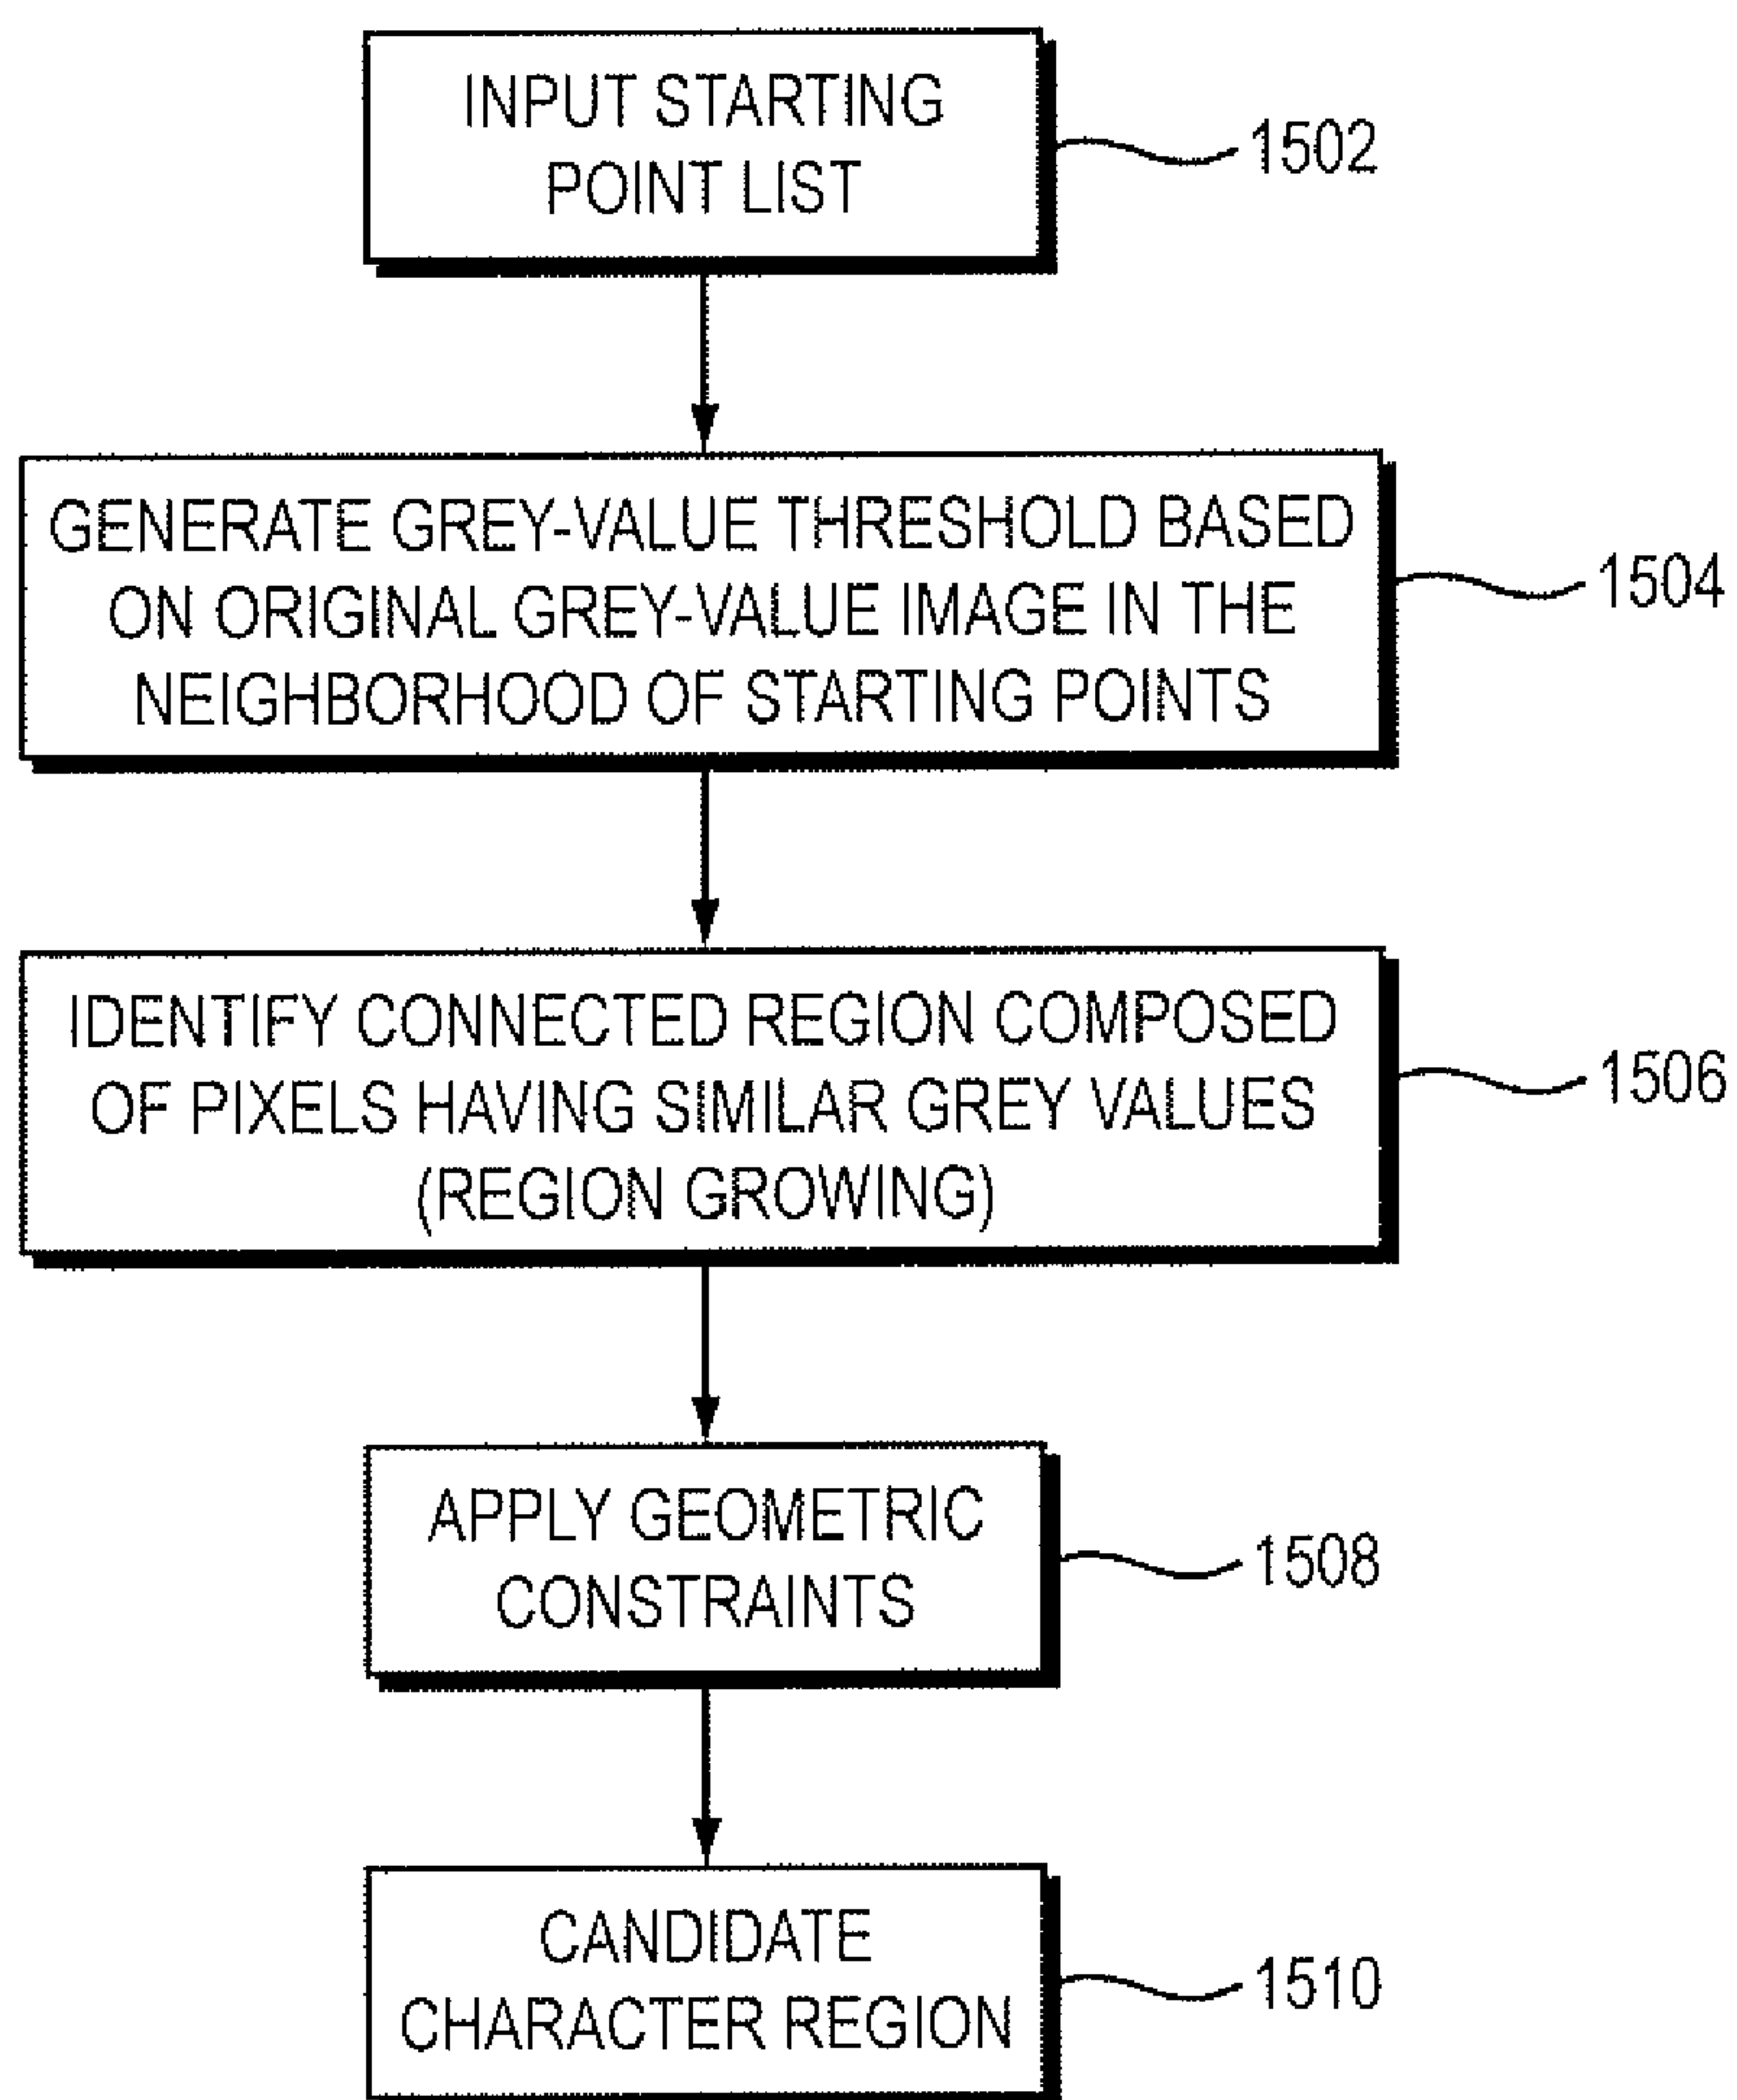 INPUT STARTING
POINT LIST
1502
GENERATE GREY-VALUE THRESHOLD BASED
ON ORIGINAL GREY-VALUE IMAGE IN THE
NEIGHBORHOOD OF STARTING POINTS
1504
IDENTIFY CONNECTED REGION COMPOSED
OF PIXELS HAVING SIMILAR GREY VALUES
(REGION GROWING)
1506
APPLY GEOMETRIC
CONSTRAINTS
1508
CANDIDATE
CHARACTER REGION
1510